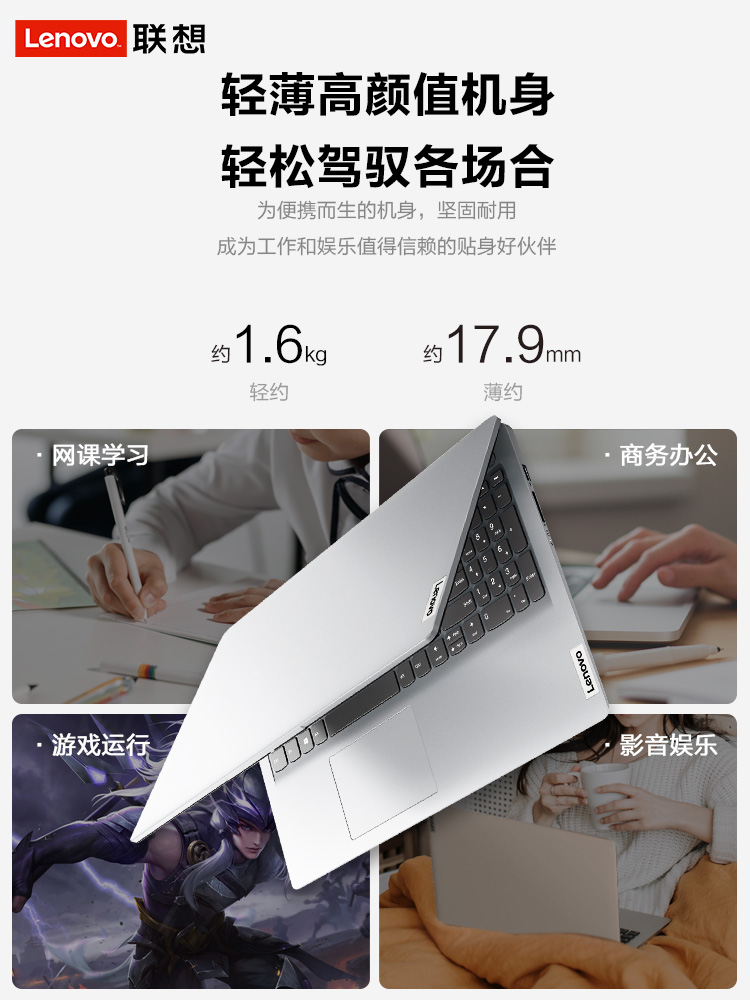 Lenovo 联想
轻薄高颜值机身
轻松驾驭各场合
为便携而生的机身，坚固耐用
成为工作和娱乐值得信赖的贴身好伙伴
约1.6kg
约17.9mm
轻约
薄约
· 网课学习
· 商务办公
Lenovo
Lenovo
· 游戏运行
· 影音娱乐